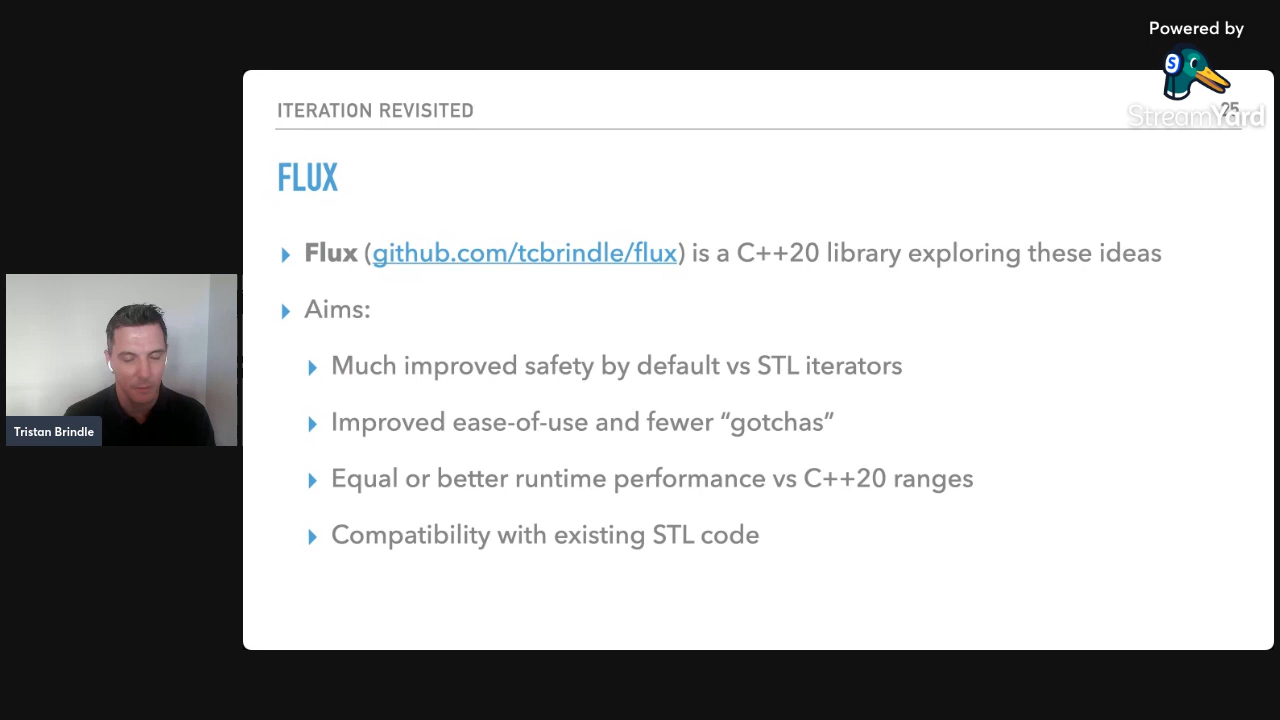 Powered by
StreamYard
ITERATION REVISITED
25
FLUX
Flux (github.com/tcbrindle/flux) is a C++20 library exploring these ideas
Aims:
Much improved safety by default vs STL iterators
Improved ease-of-use and fewer “gotchas”
Equal or better runtime performance vs C++20 ranges
Compatibility with existing STL code
Tristan Brindle